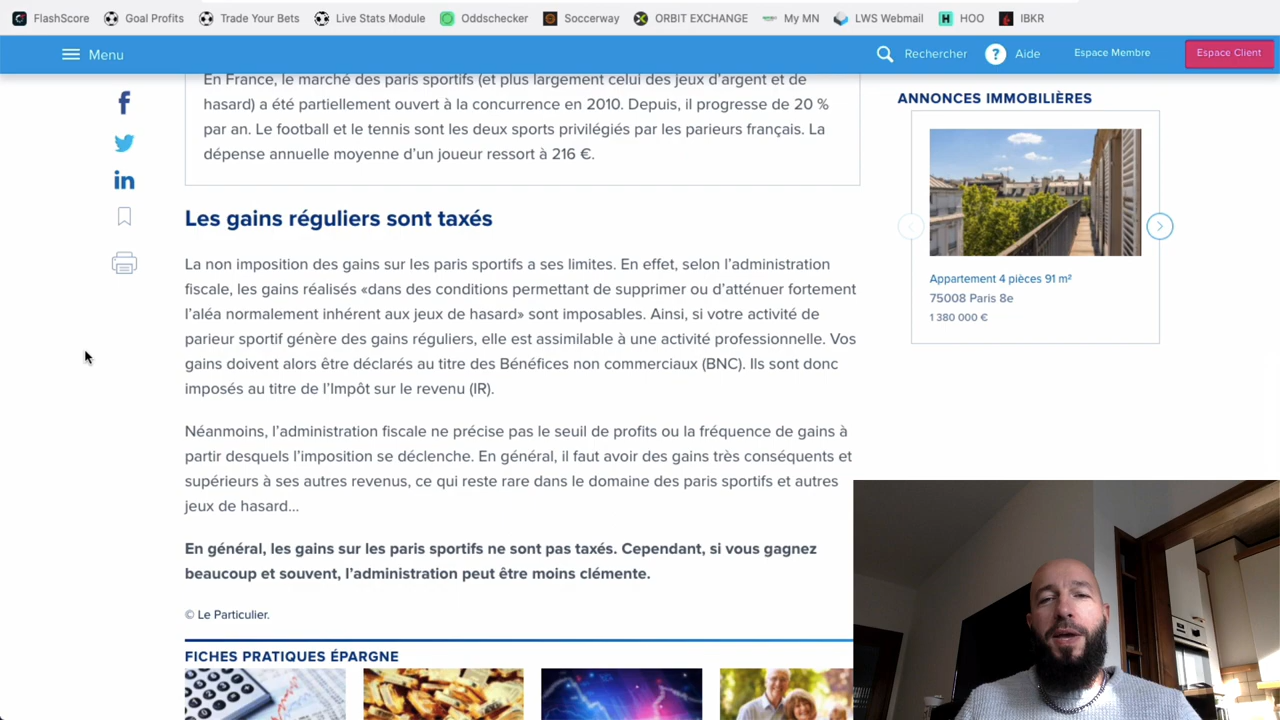 FlashScore
Goal Profits
Trade Your Bets
Live Stats Module
Oddschecker
Soccerway
ORBIT EXCHANGE
My MN
LWS Webmail
H
HOO
IBKR
Menu
Rechercher
?
Aide
Espace Membre
Espace Client
En France, le marché des paris sportifs (et plus largement celui des jeux d’argent et de
hasard) a été partiellement ouvert à la concurrence en 2010. Depuis, il progresse de 20 %
par an. Le football et le tennis sont les deux sports privilégiés par les parieurs français. La
dépense annuelle moyenne d’un joueur ressort à 216 €.
Les gains réguliers sont taxés
La non imposition des gains sur les paris sportifs a ses limites. En effet, selon l’administration
fiscale, les gains réalisés «dans des conditions permettant de supprimer ou d’atténuer fortement
l’aléa normalement inhérent aux jeux de hasard» sont imposables. Ainsi, si votre activité de
parieur sportif génère des gains réguliers, elle est assimilable à une activité professionnelle. Vos
gains doivent alors être déclarés au titre des Bénéfices non commerciaux (BNC). Ils sont donc
imposés au titre de l’Impôt sur le revenu (IR).
Néanmoins, l’administration fiscale ne précise pas le seuil de profits ou la fréquence de gains à
partir desquels l’imposition se déclenche. En général, il faut avoir des gains très conséquents et
supérieurs à ses autres revenus, ce qui reste rare dans le domaine des paris sportifs et autres
jeux de hasard…
En général, les gains sur les paris sportifs ne sont pas taxés. Cependant, si vous gagnez
beaucoup et souvent, l’administration peut être moins clémente.
© Le Particulier.
FICHES PRATIQUES ÉPARGNE
ANNONCES IMMOBILIÈRES
Appartement 4 pièces 91 m²
75008 Paris 8e
1 380 000 €